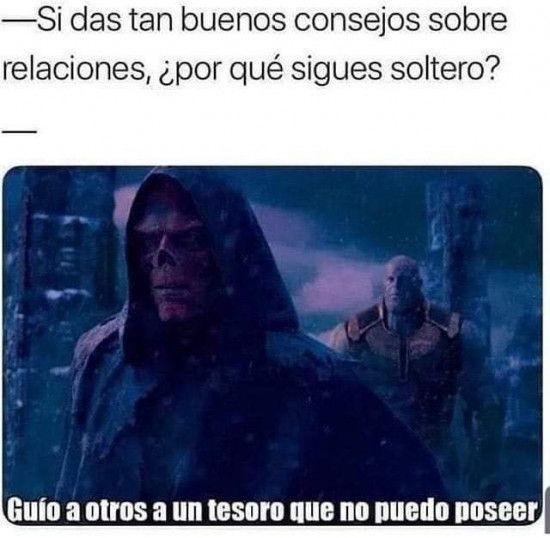 —Si das tan buenos consejos sobre
relaciones, ¿por qué sigues soltero?
—
Guío a otros a un tesoro que no puedo poseer